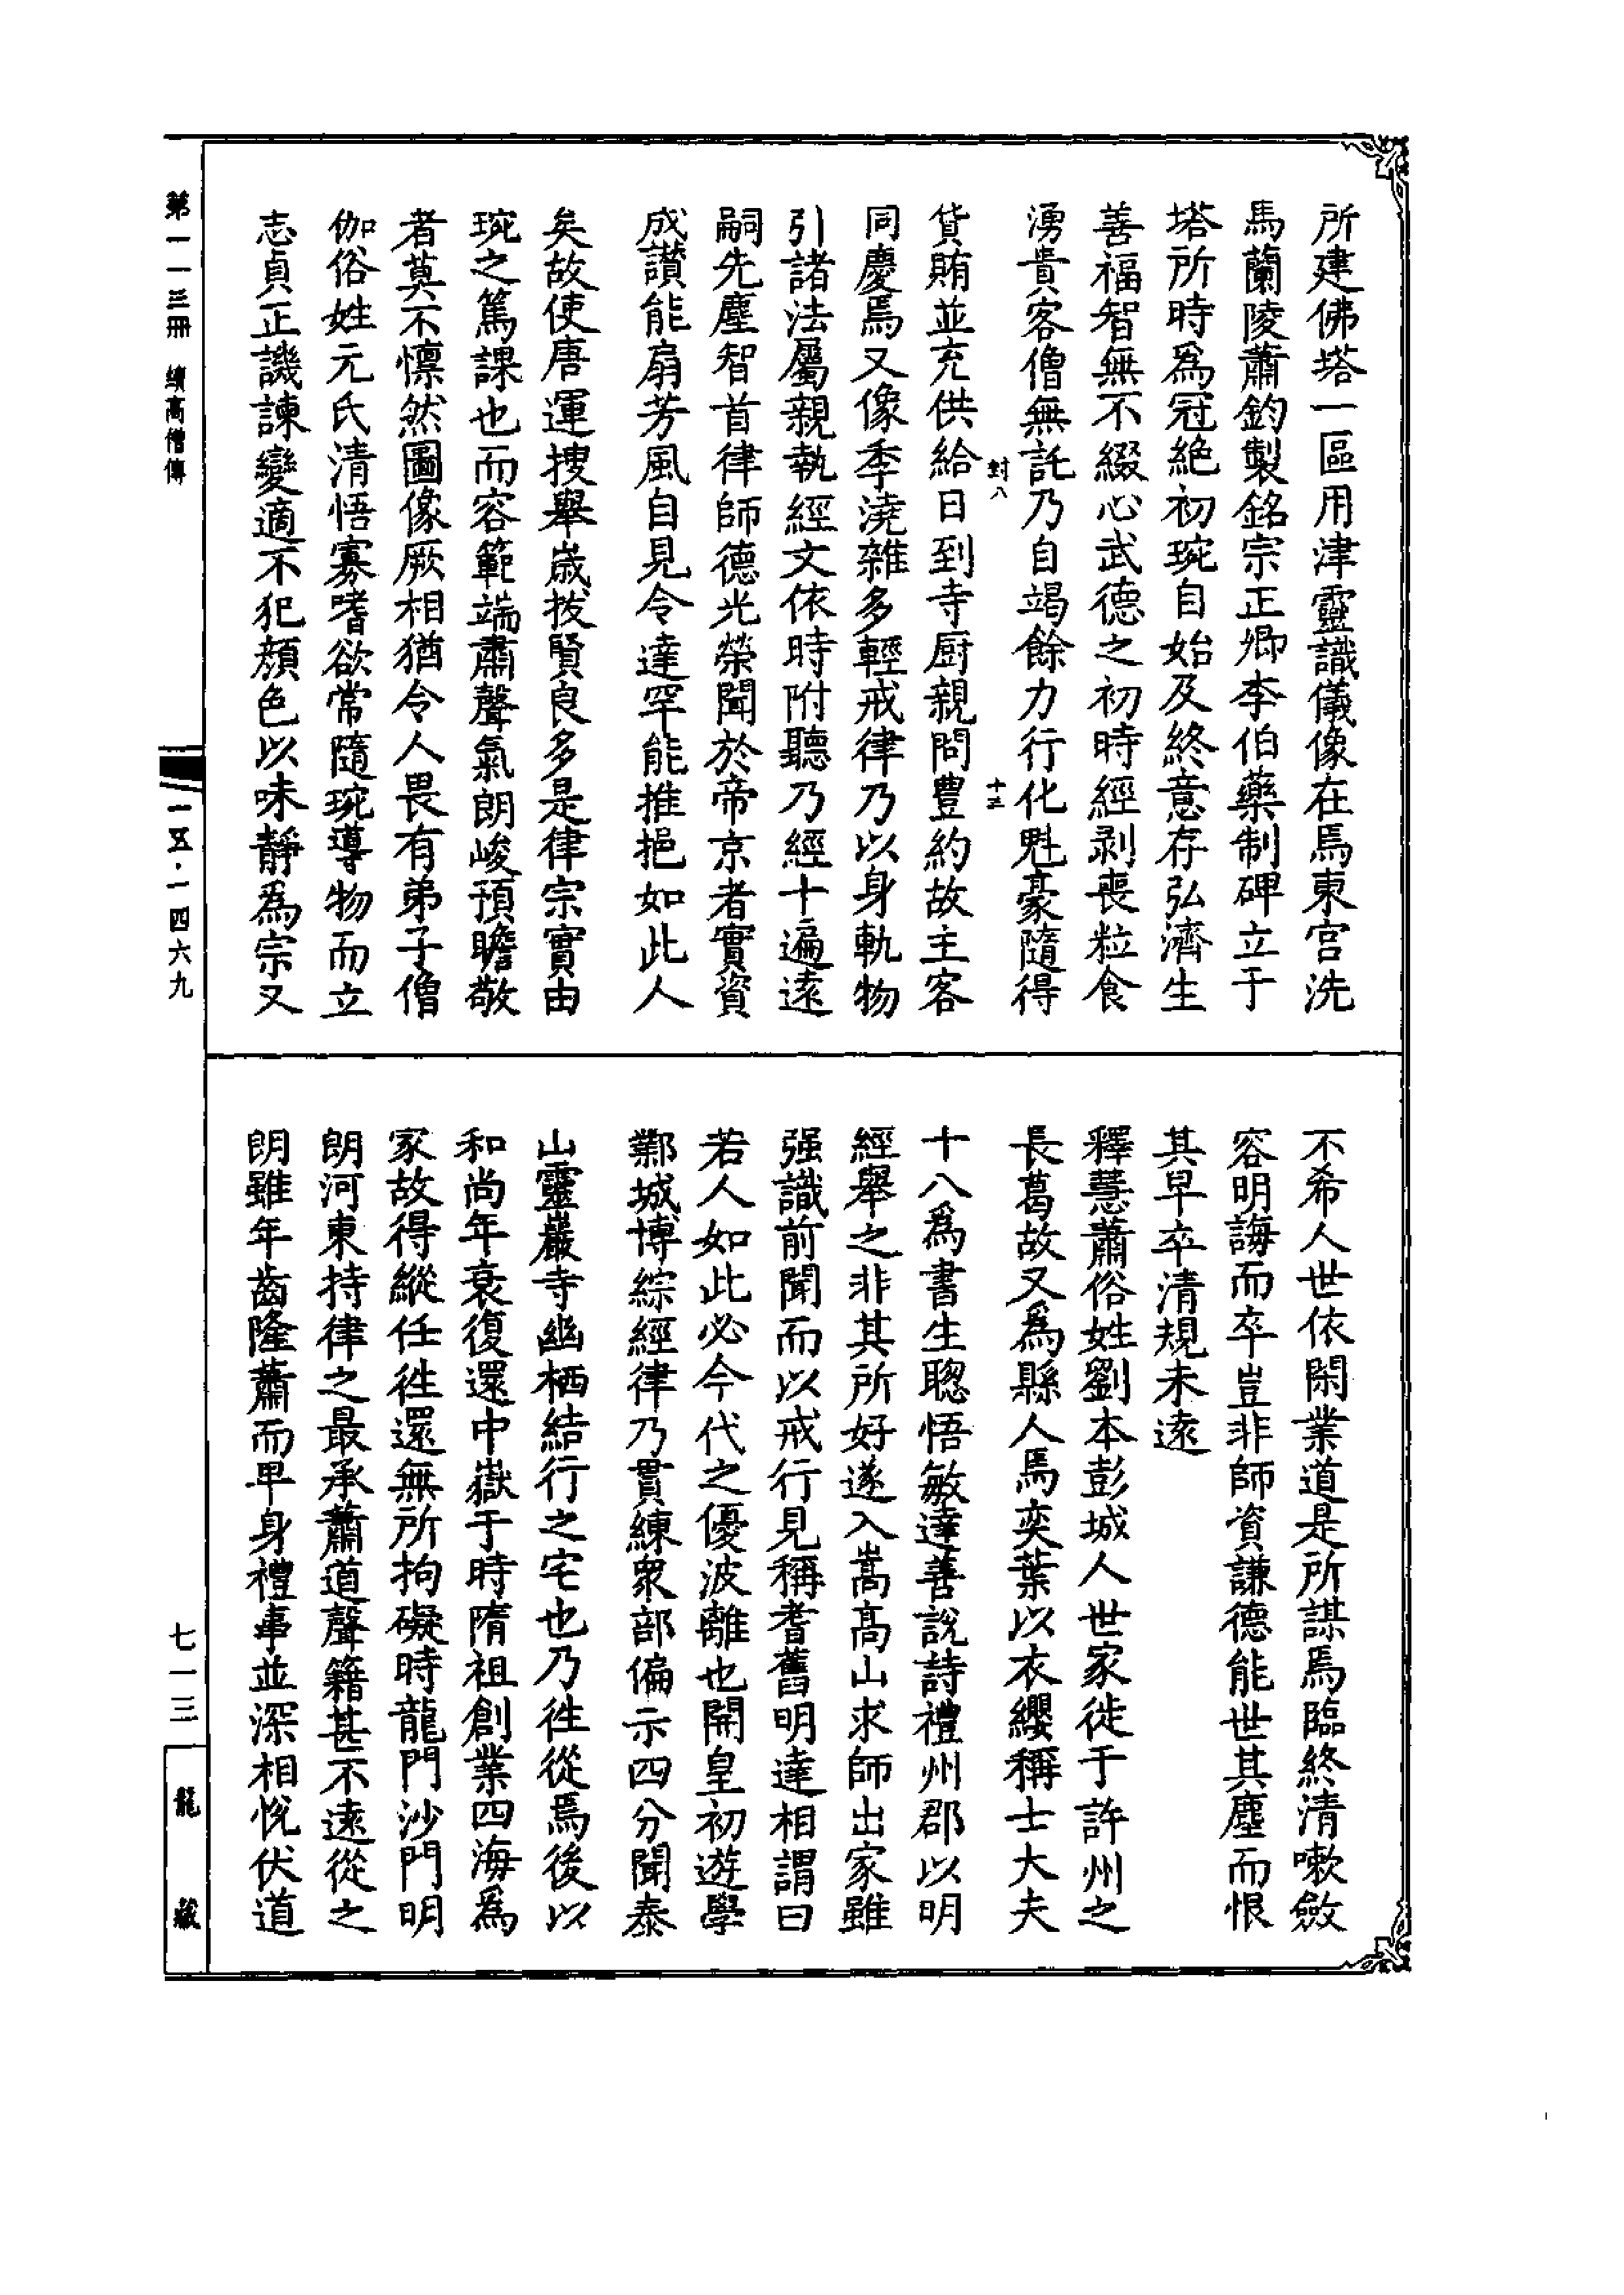 所建佛塔一區用津靈識儀像在焉東宮洗
馬蘭陵蕭鈞製銘宗正卿李伯藥制碑立于
塔所時爲冠絕初琬自始及終意存弘濟生
善福智無不綴心武德之初時經剥喪粒食
湧貴客僧無託乃自竭餘力行化魁豪隨得
貨賄並充供給日到寺厨親問豊約故主客
同慶焉又像季澆雜多輕戒律乃以身軌物
引諸法屬親執經文依時附聽乃經十遍遠
嗣先塵智首律師德光榮聞於帝京者實資
成讃能扇芳風自見令達罕能推挹如此人
矣故使唐運搜舉歲拔賢良多是律宗實由
琬之篤課也而容範端肅聲氣朗峻預瞻敬
者莫不懍然圖像厥相猶令人畏有弟子僧
伽俗姓元氏清悟寡嗜欲常隨琬導物而立
志貞正譏諫變適不犯顏色以味靜爲宗又
不希人世依閑業道是所謀焉臨終清嗽斂
容明誨而卒豈非師資謙德能世其塵而恨
其早卒清規未遠
釋慧蕭俗姓劉本彭城人世家徙于許州之
長葛故又爲縣人焉奕葉以衣纓稱士大夫
十八爲書生聰悟敏達善說詩禮州郡以明
經舉之非其所好遂入嵩高山求師出家雖
强識前聞而以戒行見稱耆舊明達相謂曰
若人如此必今代之優波離也開皇初遊學
鄴城博綜經律乃貫練衆部偏示四分聞泰
山靈巖寺幽栖結行之宅也乃徃從焉後以
和尚年衰復還中嶽于時隋祖創業四海爲
家故得縱任徃還無所拘礙時龍門沙門明
朗河東持律之最承蕭道聲籍甚不遠從之
朗雖年齒隆蕭而早身禮事並深相悅伏道
封八
十三
第一一三冊 續高僧傳
一五·一四六九
七一三
龍藏